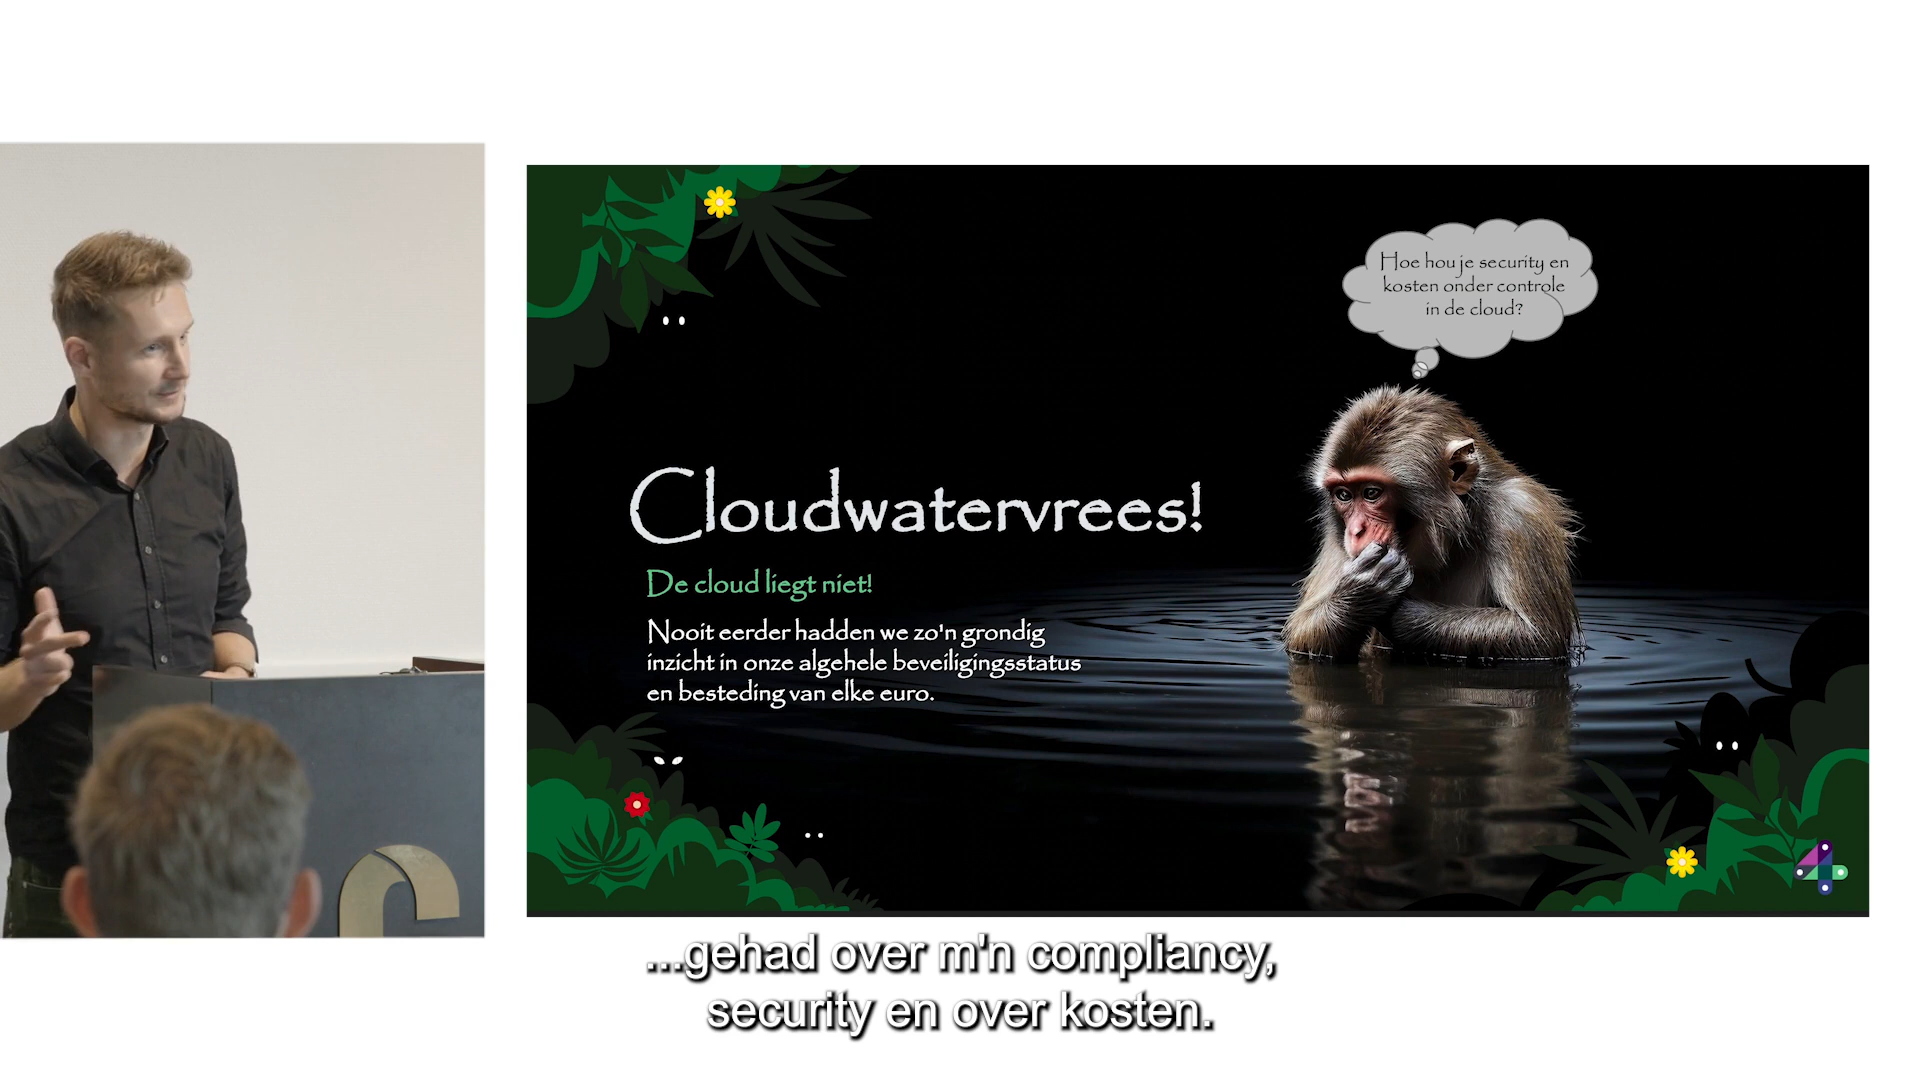 Hoe hou je security en
kosten onder controle
in de cloud?
Cloudwatervrees!
De cloud liegt niet!
Nooit eerder hadden we zo'n grondig
inzicht in onze algehele beveiligingsstatus
en besteding van elke euro.
...gehad over m'n compliancy,
security en over kosten.